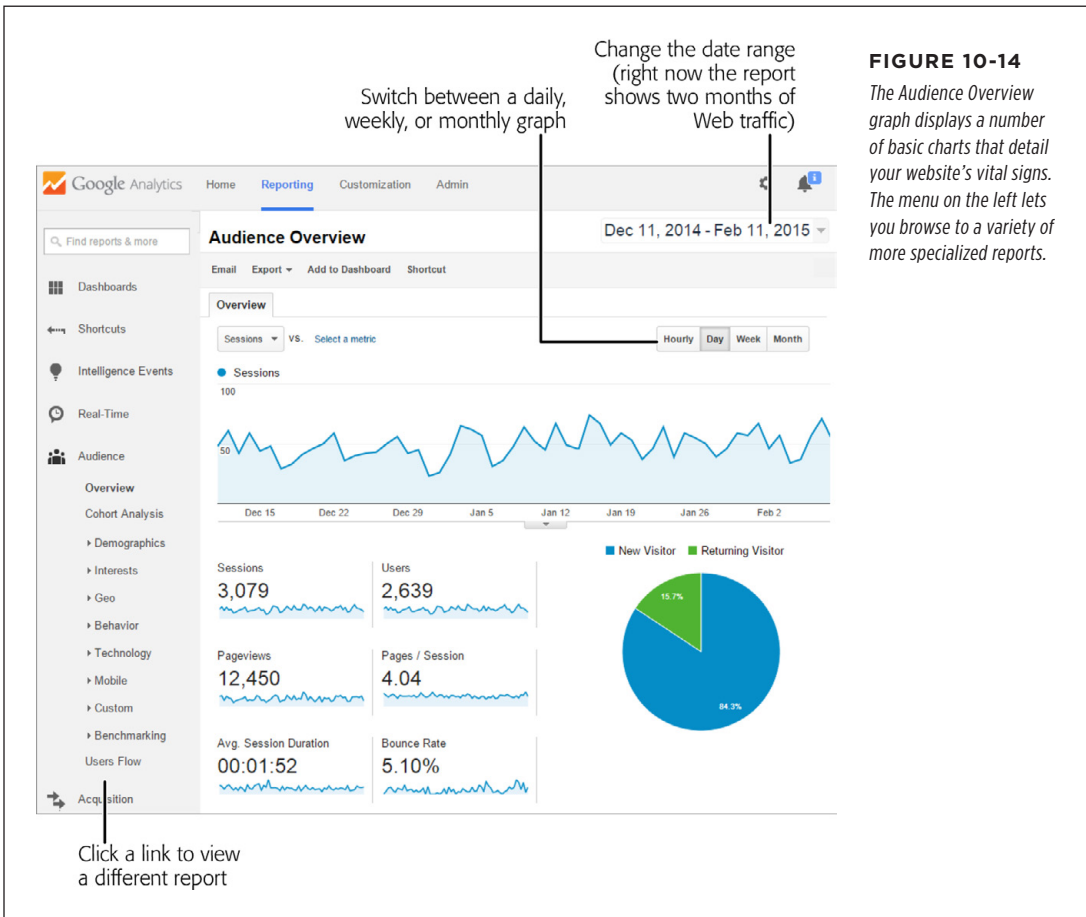 Change the date range
(right now the report
shows two months of
Web traffic)
Switch between a daily,
weekly, or monthly graph
FIGURE 10-14
The Audience Overview
graph displays a number
of basic charts that detail
your website's vital signs.
The menu on the left lets
you browse to a variety of
more specialized reports.
Google Analytics Home Reporting Customization Admin i
Find reports & more
Dashboards
Shortcuts
Intelligence Events
Real-Time
Audience
Overview
Cohort Analysis
Demographics
Interests
Geo
Behavior
Technology
Mobile
Custom
Benchmarking
Users Flow
Acquisition
Audience Overview Dec 11, 2014 - Feb 11, 2015
Email Export Add to Dashboard Shortcut
Overview
Sessions VS. Select a metric Hourly Day Week Month
Sessions
100
50
Dec 15 Dec 22 Dec 29 Jan 5 Jan 12 Jan 19 Jan 26 Feb 2
New Visitor Returning Visitor
Sessions Users
3,079 2,639
15.7%
Pageviews Pages / Session
12,450 4.04
84.3%
Avg. Session Duration Bounce Rate
00:01:52 5.10%
Click a link to view
a different report